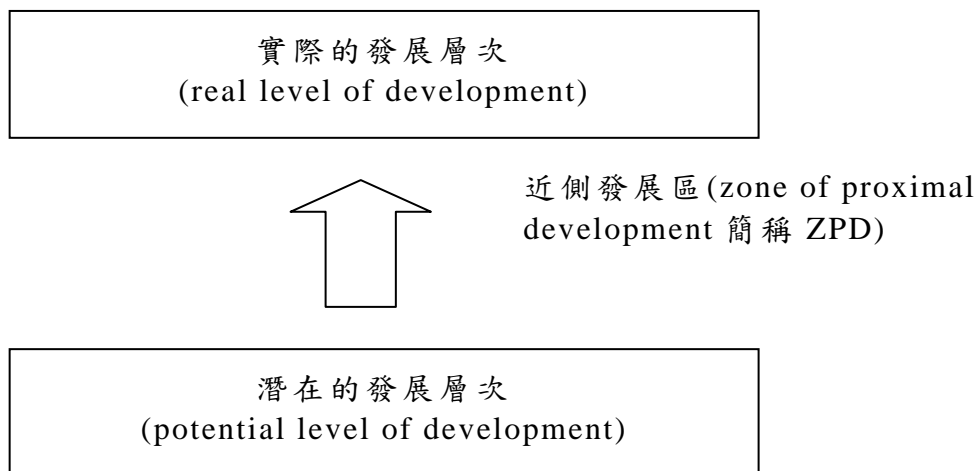 實際的發展層次
(real level of development)
近側發展區(zone of proximal
development 簡稱 ZPD)
潛在的發展層次
(potential level of development)